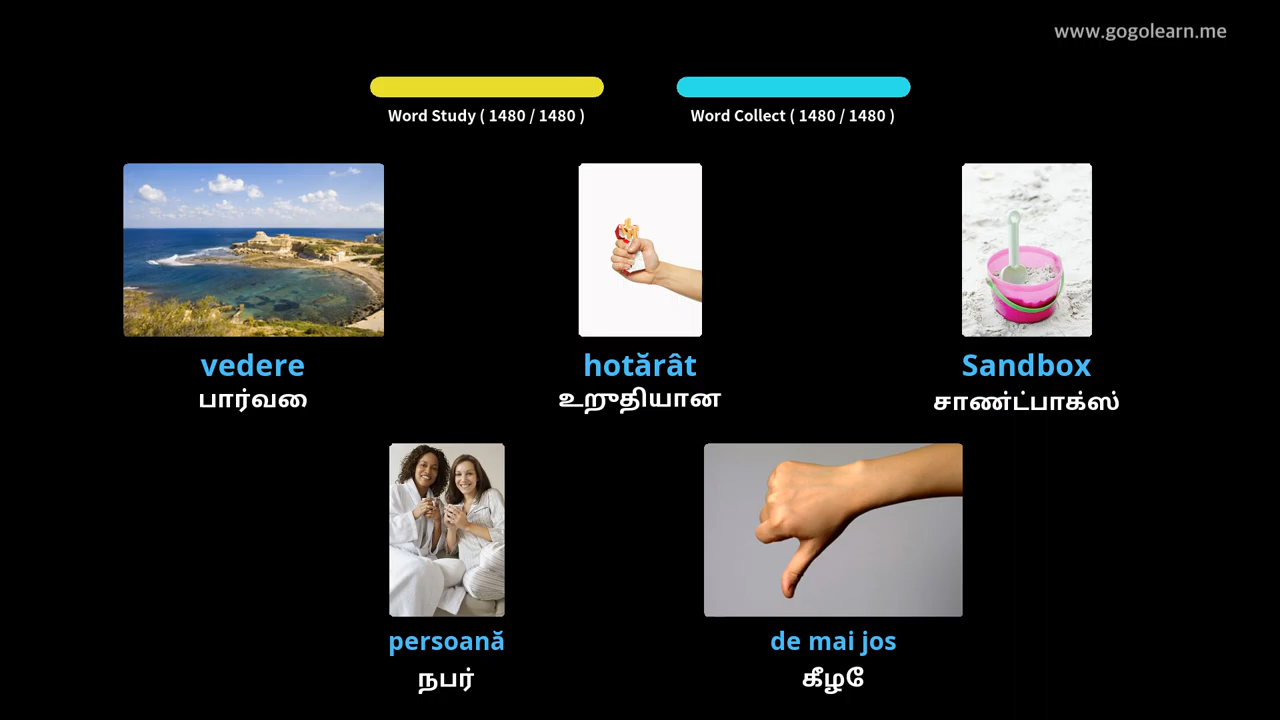 www.gogolearn.me
Word Study ( 1480 / 1480 )
Word Collect ( 1480 / 1480 )
vedere
hotărât
Sandbox
பார்வை
உறுதியான
சாண்ட்பாக்ஸ்
persoană
de mai jos
நபர்
கீழே